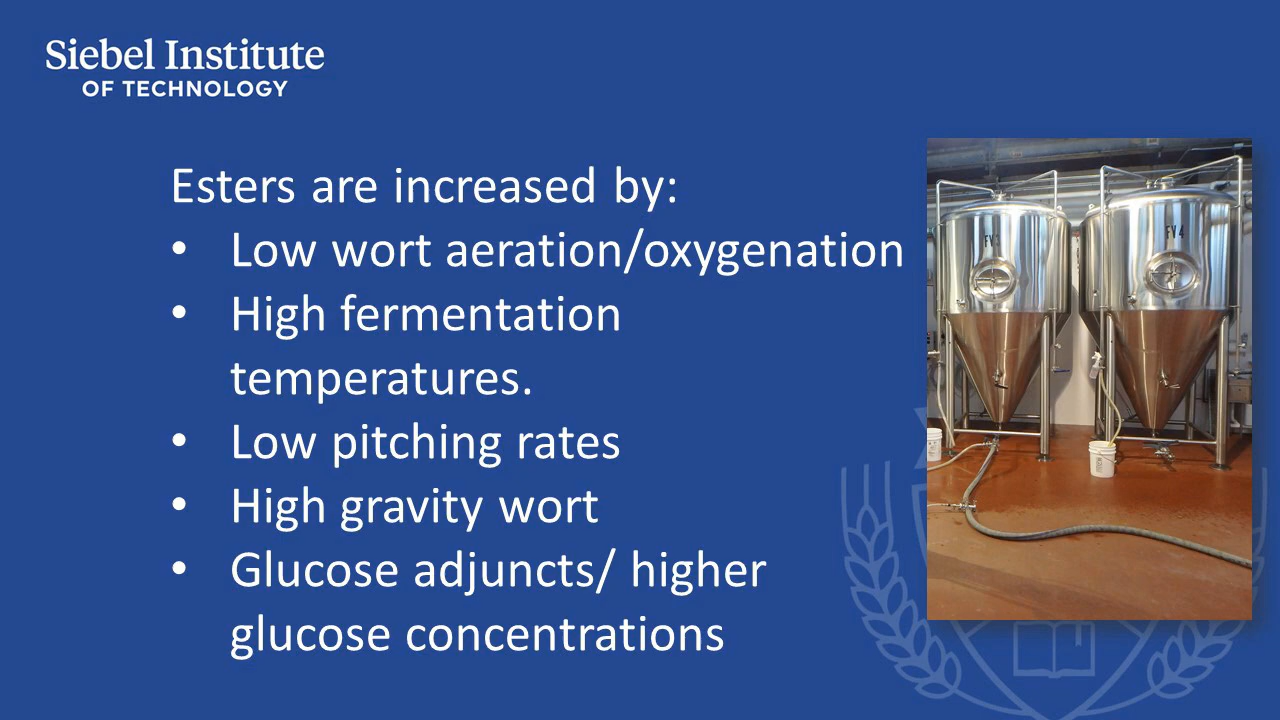 Siebel Institute
OF TECHNOLOGY
Esters are increased by:
• Low wort aeration/oxygenation
• High fermentation
temperatures.
• Low pitching rates
• High gravity wort
• Glucose adjuncts/ higher
glucose concentrations
FV3
FV4